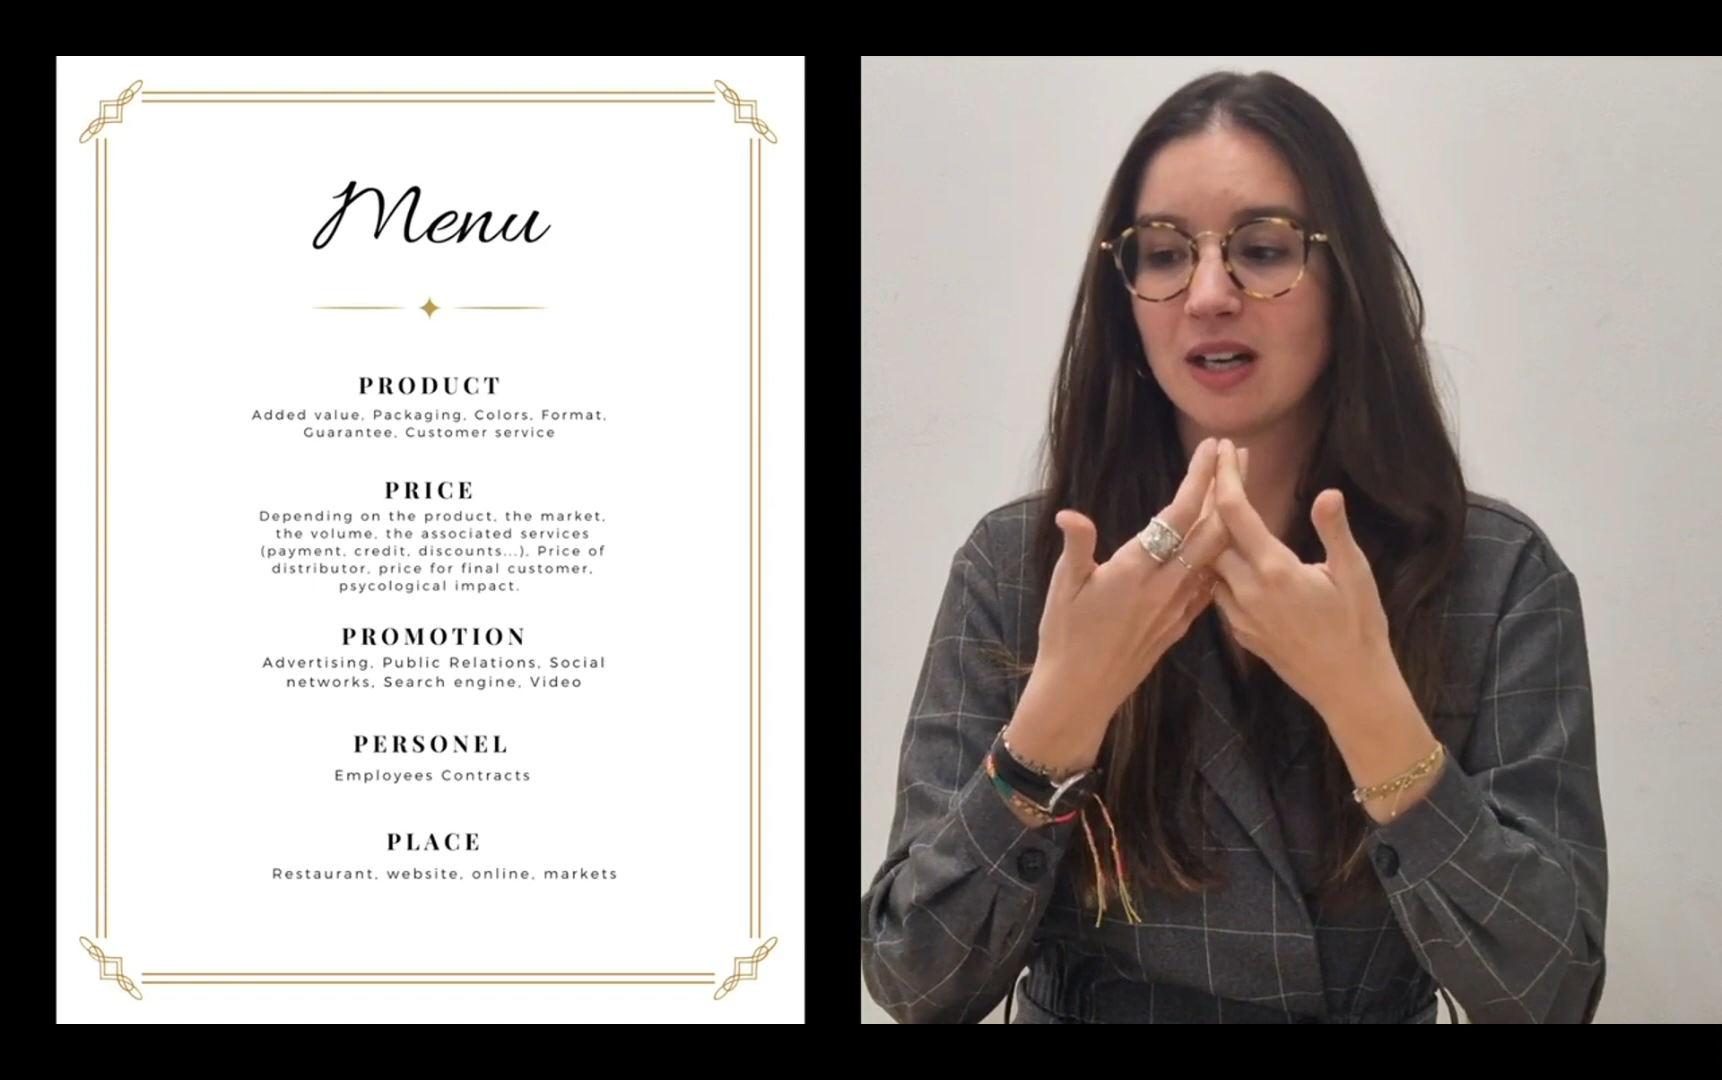 Menu
PRODUCT
Added value, Packaging, Colors, Format,
Guarantee, Customer service
PRICE
Depending on the product, the market,
the volume, the associated services
(payment, credit, discounts...), Price of
distributor, price for final customer,
psycological impact.
PROMOTION
Advertising, Public Relations, Social
networks, Search engine, Video
PERSONEL
Employees Contracts
PLACE
Restaurant, website, online, markets